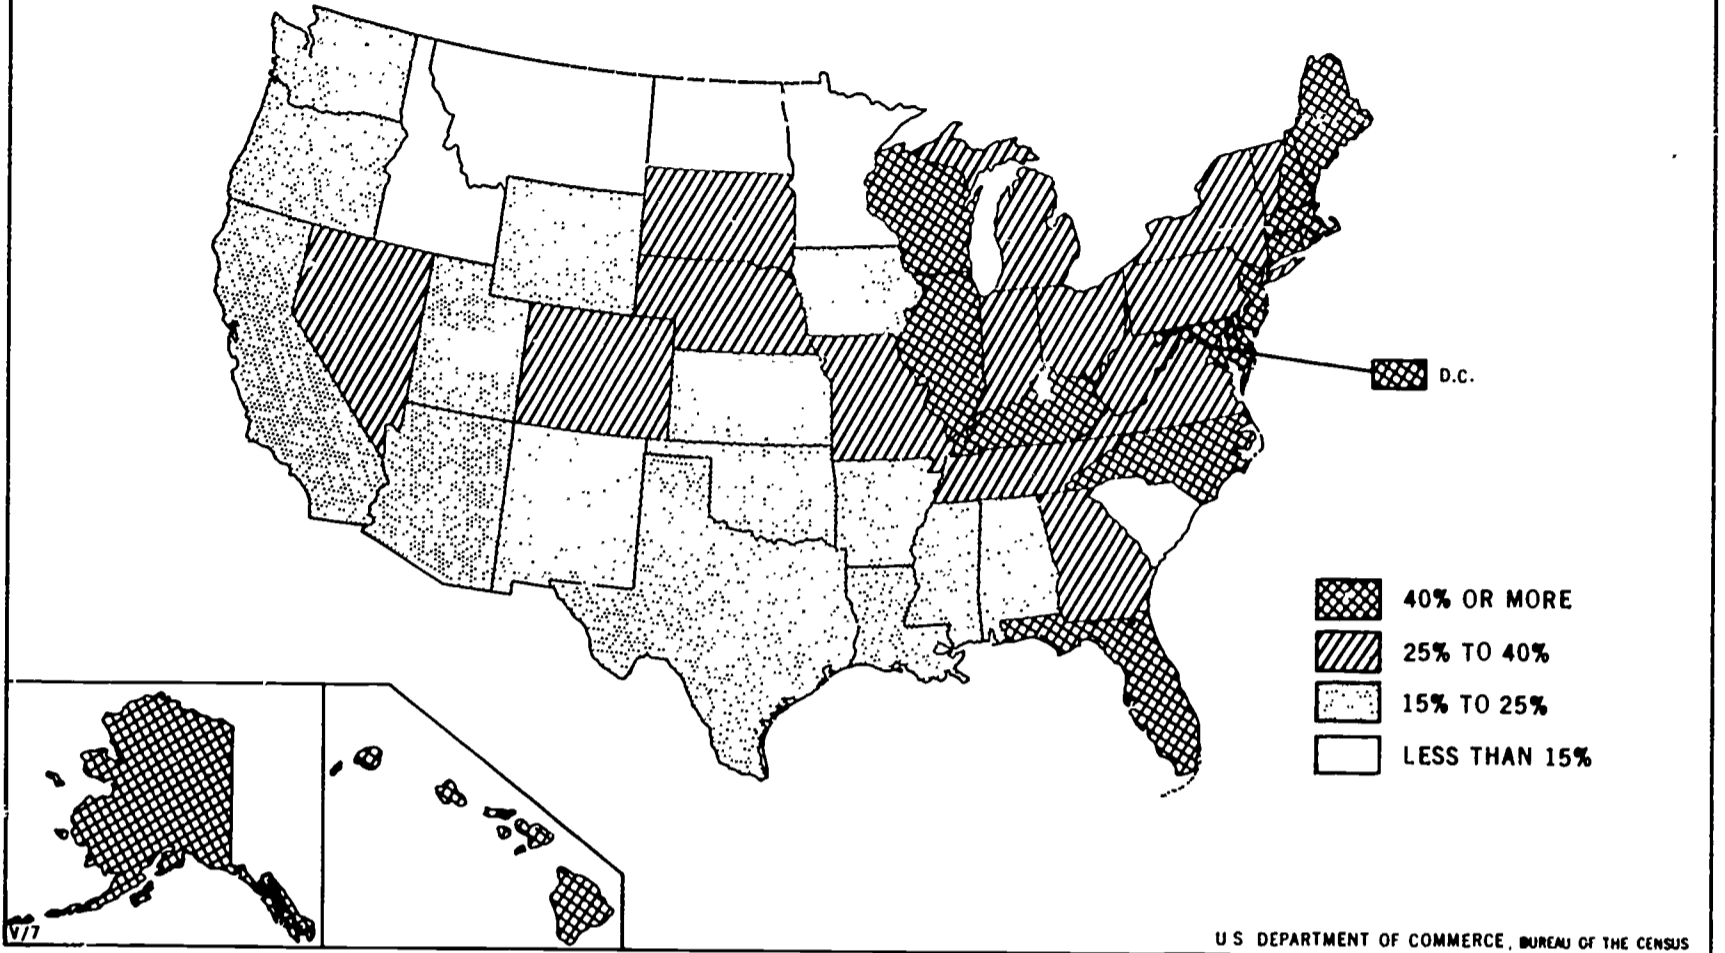 D.C.
40% OR MORE
25% TO 40%
15% TO 25%
LESS THAN 15%
V/7
U S DEPARTMENT OF COMMERCE, BUREAU OF THE CENSUS